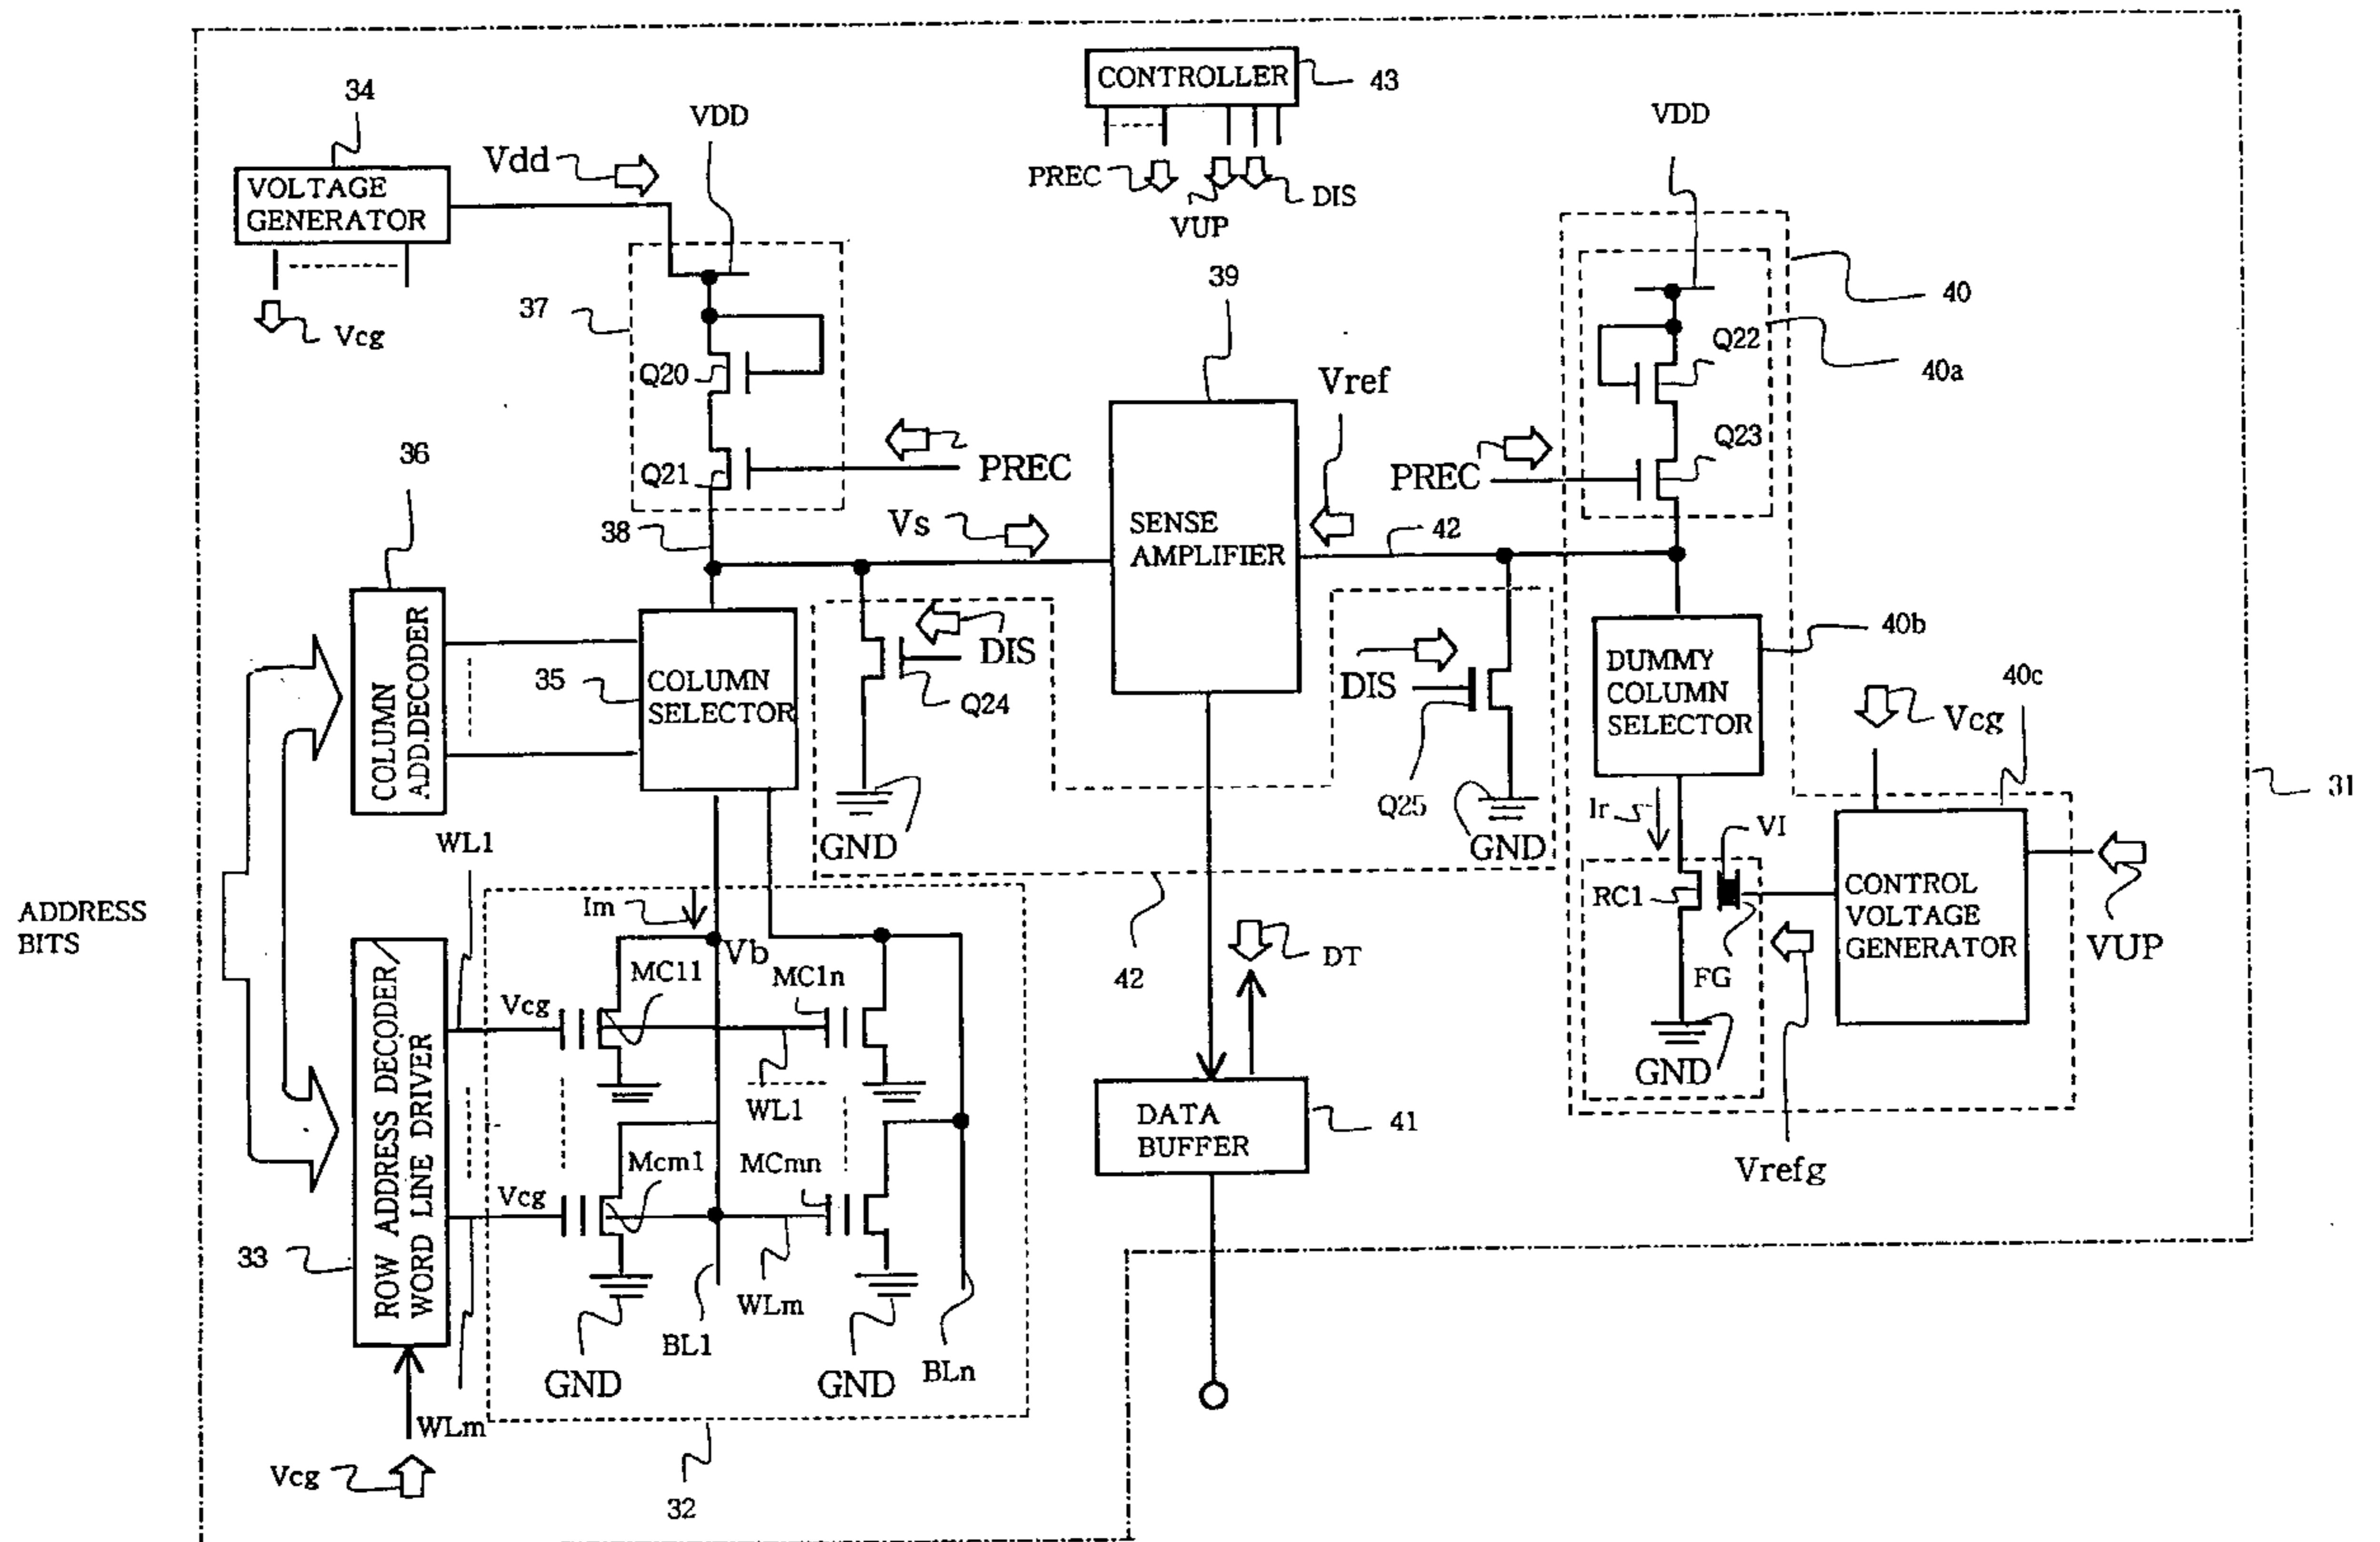 CONTROLLER
43
34
VDD
VDD
Vdd
PREC
DIS
VUP
VOLTAGE
GENERATOR
Vcg
37
39
40
Q20
Q22
40a
Vref
36
Q21
PREC
PREC
Q23
38
Vs
SENSE
AMPLIFIER
42
COLUMN
ADD.DECODER
35
COLUMN
SELECTOR
DIS
Q24
DIS
Q25
40b
DUMMY
COLUMN
SELECTOR
40c
Vcg
31
GND
GND
Ir
VI
WL1
ADDRESS
BITS
Im
Vb
RC1
FG
CONTROL
VOLTAGE
GENERATOR
VUP
MC11
MC1n
Vcg
42
DT
GND
ROW ADDRESS DECODER/
WORD LINE DRIVER
WL1
DATA
BUFFER
41
Vrefg
Mcm1
MCmn
Vcg
33
WLm
BL1
GND
GND
BLn
WLm
Vcg
32